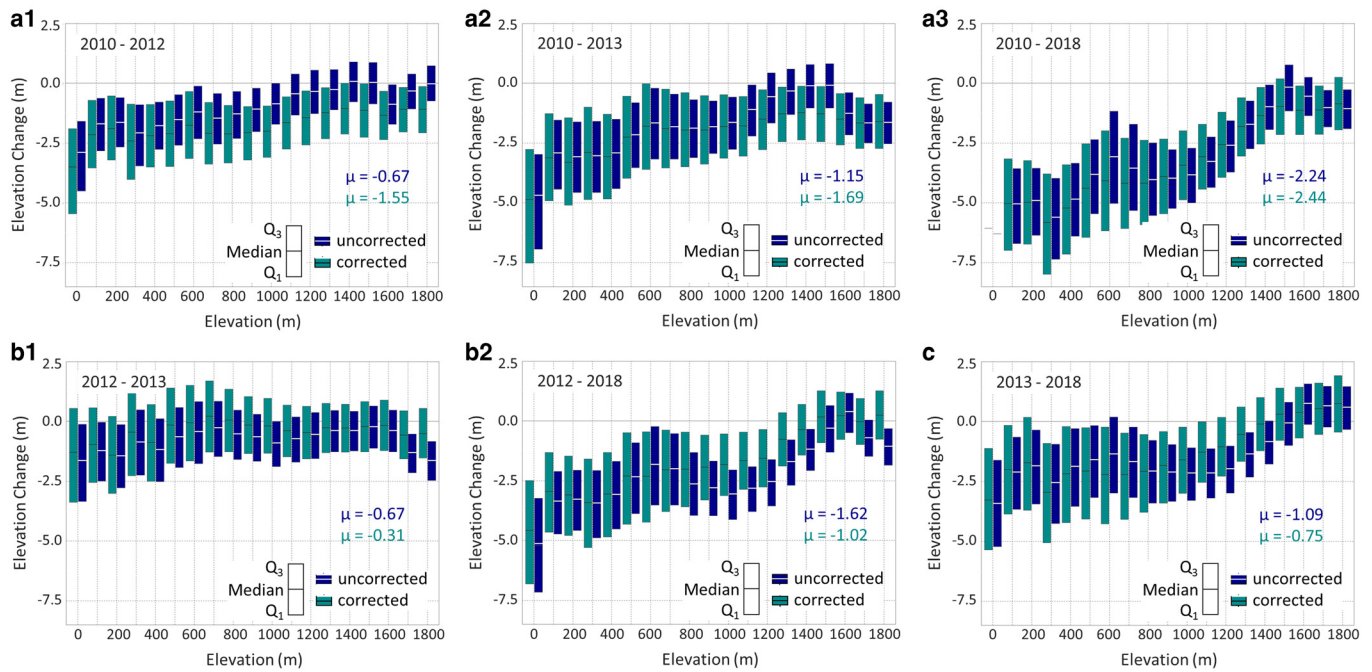 a1
2010 - 2012
Elevation Change (m)
2.5
0.0
-2.5
-5.0
-7.5
μ = -0.67
μ = -1.55
Q3
Median
Q1
uncorrected
corrected
0 200 400 600 800 1000 1200 1400 1600 1800
Elevation (m)
a2
2010 - 2013
Elevation Change (m)
2.5
0.0
-2.5
-5.0
-7.5
μ = -1.15
μ = -1.69
Q3
Median
Q1
uncorrected
corrected
0 200 400 600 800 1000 1200 1400 1600 1800
Elevation (m)
a3
2010 - 2018
Elevation Change (m)
2.5
0.0
-2.5
-5.0
-7.5
μ = -2.24
μ = -2.44
Q3
Median
Q1
uncorrected
corrected
0 200 400 600 800 1000 1200 1400 1600 1800
Elevation (m)
b1
2012 - 2013
Elevation Change (m)
2.5
0.0
-2.5
-5.0
-7.5
μ = -0.67
μ = -0.31
Q3
Median
Q1
uncorrected
corrected
0 200 400 600 800 1000 1200 1400 1600 1800
Elevation (m)
b2
2012 - 2018
Elevation Change (m)
2.5
0.0
-2.5
-5.0
-7.5
μ = -1.62
μ = -1.02
Q3
Median
Q1
uncorrected
corrected
0 200 400 600 800 1000 1200 1400 1600 1800
Elevation (m)
c
2013 - 2018
Elevation Change (m)
2.5
0.0
-2.5
-5.0
-7.5
μ = -1.09
μ = -0.75
Q3
Median
Q1
uncorrected
corrected
0 200 400 600 800 1000 1200 1400 1600 1800
Elevation (m)